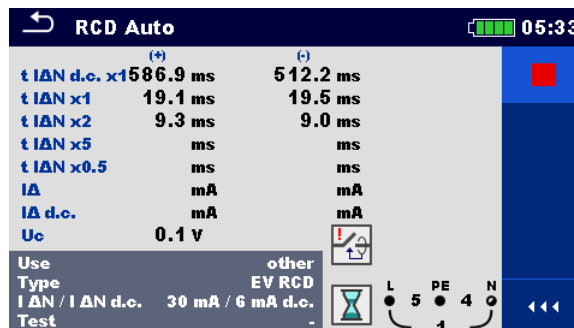 RCD Auto 05:33
(+) (-)
t IΔN d.c. x1 586.9 ms 512.2 ms
t IΔN x1 19.1 ms 19.5 ms
t IΔN x2 9.3 ms 9.0 ms
t IΔN x5 ms ms
t IΔN x0.5 ms ms
IΔ mA mA
IΔ d.c. mA mA
Uc 0.1 V
Use other
Type EV RCD
I ΔN / I ΔN d.c. 30 mA / 6 mA d.c.
Test -
L PE N
5 4
1